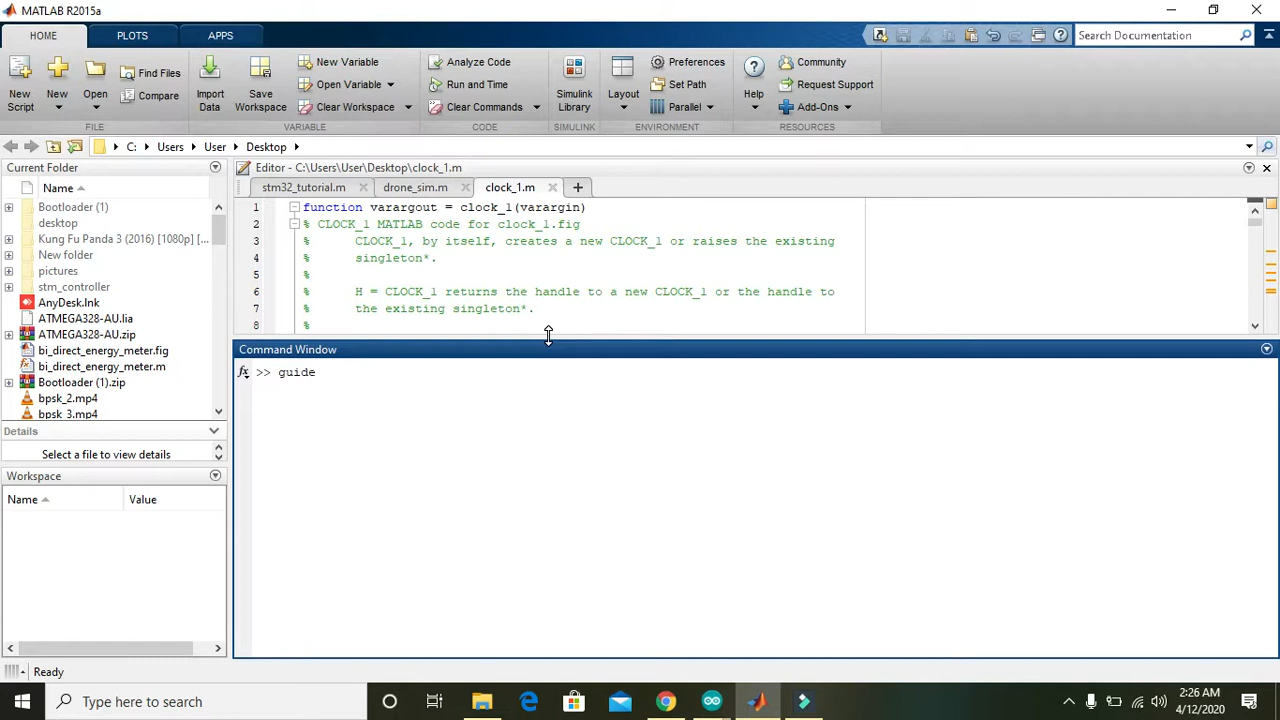 MATLAB R2015a
HOME
PLOTS
APPS
Search Documentation
New Script
New
Open
Find Files
Compare
Import Data
Save Workspace
New Variable
Open Variable
Clear Workspace
Analyze Code
Run and Time
Clear Commands
Simulink Library
Layout
Preferences
Set Path
Parallel
Help
Community
Request Support
Add-Ons
FILE
VARIABLE
CODE
SIMULINK
ENVIRONMENT
RESOURCES
C: Users User Desktop
Current Folder
Name
Bootloader (1)
desktop
Kung Fu Panda 3 (2016) [1080p] [...
New folder
pictures
stm_controller
AnyDesk.lnk
ATMEGA328-AU.lia
ATMEGA328-AU.zip
bi_direct_energy_meter.fig
bi_direct_energy_meter.m
Bootloader (1).zip
bpsk_2.mp4
bpsk_3.mp4
Details
Select a file to view details
Workspace
Name Value
Editor - C:\Users\User\Desktop\clock_1.m
stm32_tutorial.m
drone_sim.m
clock_1.m
1 function varargout = clock_1(varargin)
2 % CLOCK_1 MATLAB code for clock_1.fig
3 % CLOCK_1, by itself, creates a new CLOCK_1 or raises the existing
4 % singleton*.
5 %
6 % H = CLOCK_1 returns the handle to a new CLOCK_1 or the handle to
7 % the existing singleton*.
8 %
Command Window
fx >> guide
Ready
Type here to search
2:26 AM
4/12/2020